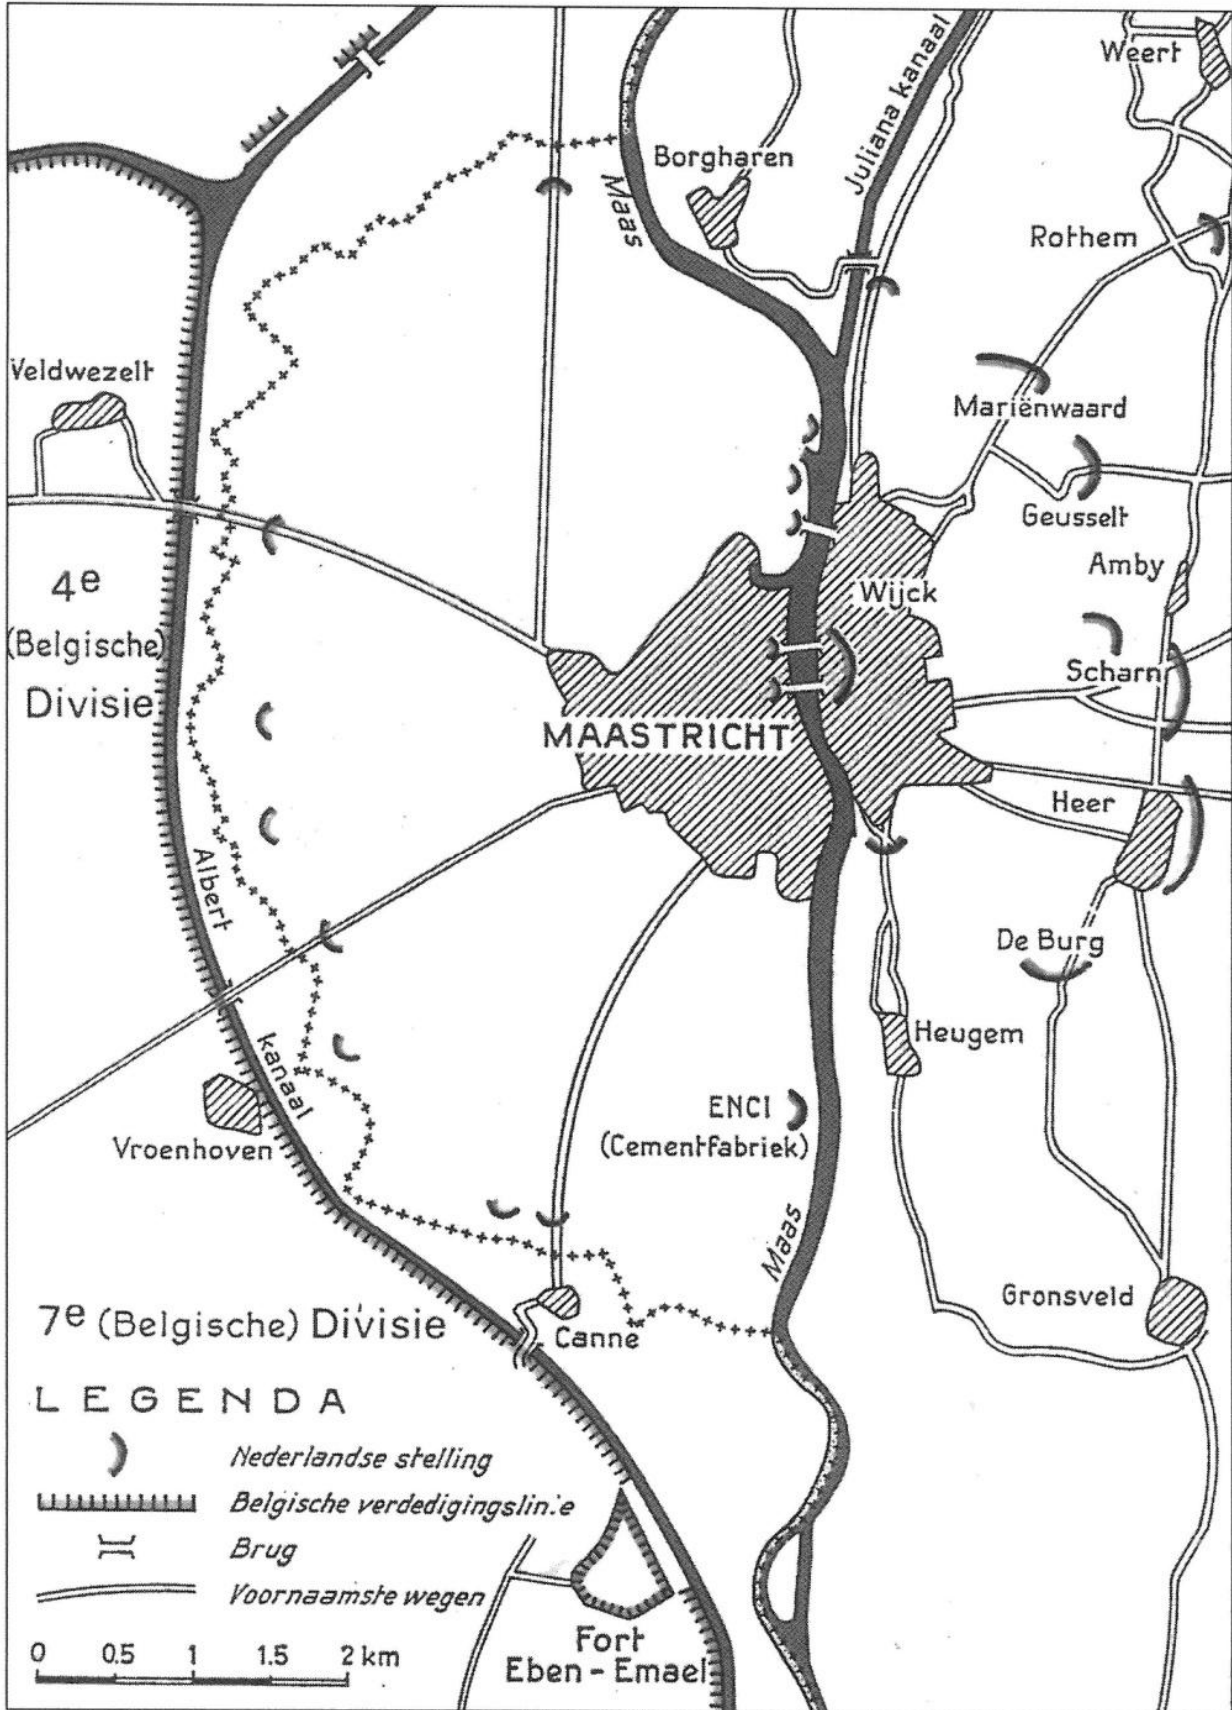 Weert
Juliana kanaal
Borgharen
Maas
Rothem
Veldwezelt
Mariënwaard
Geusselt
Amby
4e
(Belgische)
Divisie
Wijck
Scharn
MAASTRICHT
Heer
Albert
kanaal
De Burg
Heugem
ENCI
(Cementfabriek)
Vroenhoven
Maas
Gronsveld
7e (Belgische) Divisie
Canne
LEGENDA
Nederlandse stelling
Belgische verdedigingslinie
Brug
Voornaamste wegen
0 0.5 1 1.5 2 km
Fort
Eben - Emael